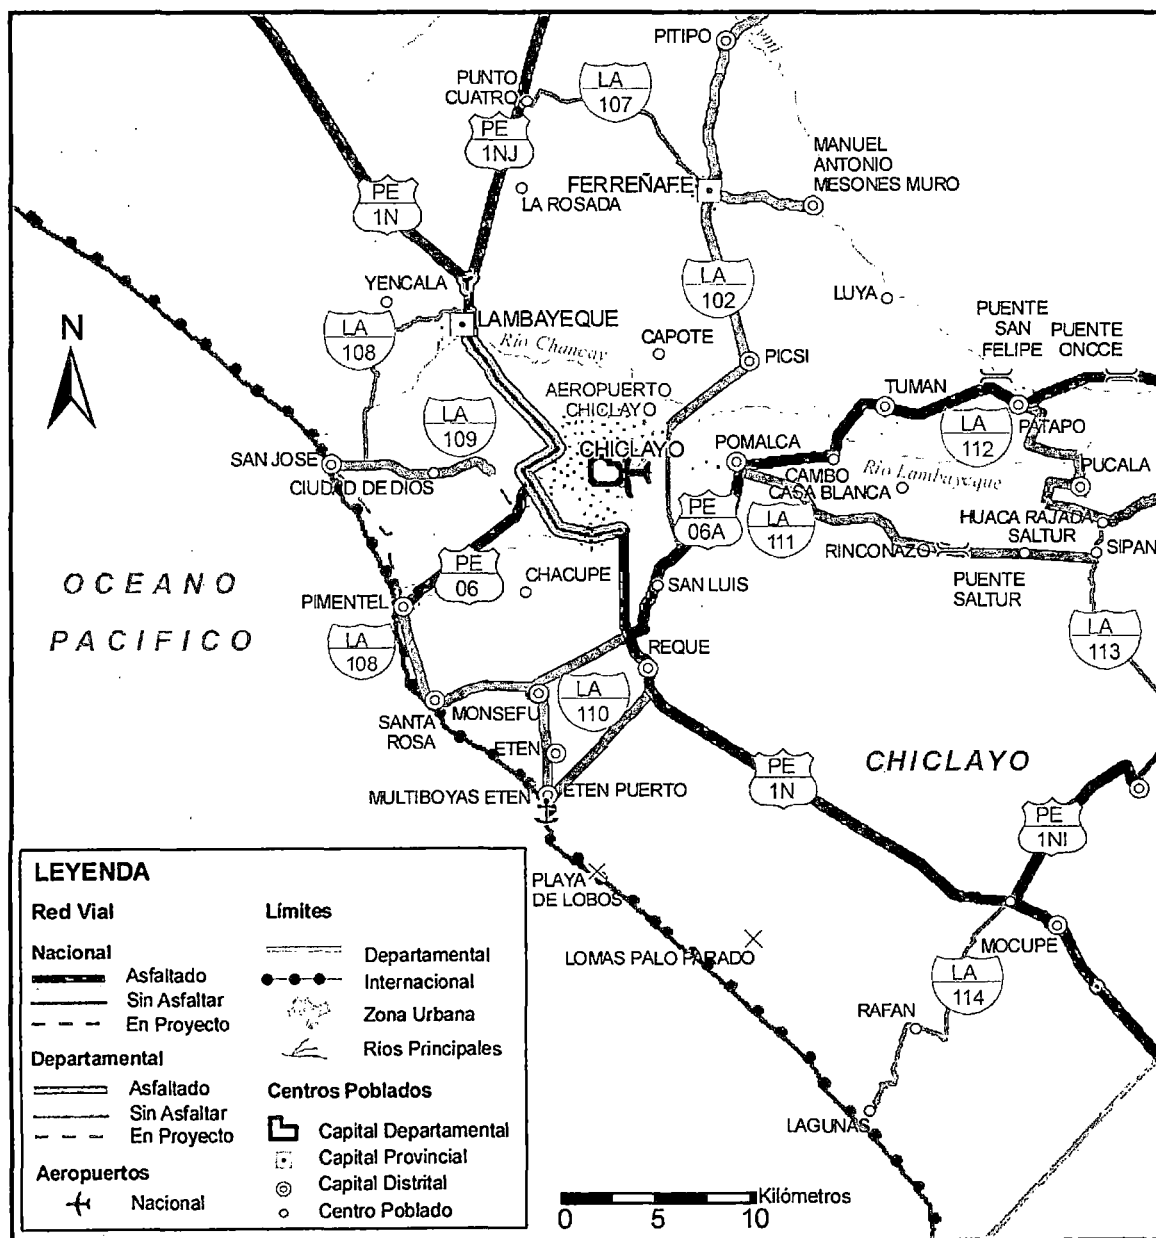 PITIPO
PUNTO
CUATRO
LA
107
PE
1NJ
MANUEL
ANTONIO
MESONES MURO
FERREÑAFE
LA ROSADA
PE
1N
YENCALA
LA
102
LUYA
N
LAMBAYEQUE
LA
108
Río Chancay
CAPOTE
PICSI
PUENTE
SAN
FELIPE
PUENTE
ONCCE
TUMAN
AEROPUERTO
CHICLAYO
LA
109
LA
112
PATAPO
CHICLAYO
POMALCA
SAN JOSE
CIUDAD DE DIOS
CAMBO
CASA BLANCA
Río Lambayeque
PUCALA
PE
06A
LA
111
HUACA RAJADA
SALTUR
RINCONAZO
SIPAN
PUENTE
SALTUR
OCEANO
PACIFICO
PE
06
CHACUPE
SAN LUIS
PIMENTEL
LA
108
LA
113
REQUE
SANTA
ROSA
MONSEFU
LA
110
ETEN
MULTIBOYAS ETEN
ETEN PUERTO
CHICLAYO
PE
1N
PE
1NI
PLAYA
DE LOBOS
LOMAS PALO PARADO
MOCUPE
LA
114
RAFAN
LAGUNAS
LEYENDA
Red Vial
Nacional
Asfaltado
Sin Asfaltar
En Proyecto
Departamental
Asfaltado
Sin Asfaltar
En Proyecto
Aeropuertos
Nacional
Límites
Departamental
Internacional
Zona Urbana
Rios Principales
Centros Poblados
Capital Departamental
Capital Provincial
Capital Distrital
Centro Poblado
Kilómetros
0 5 10